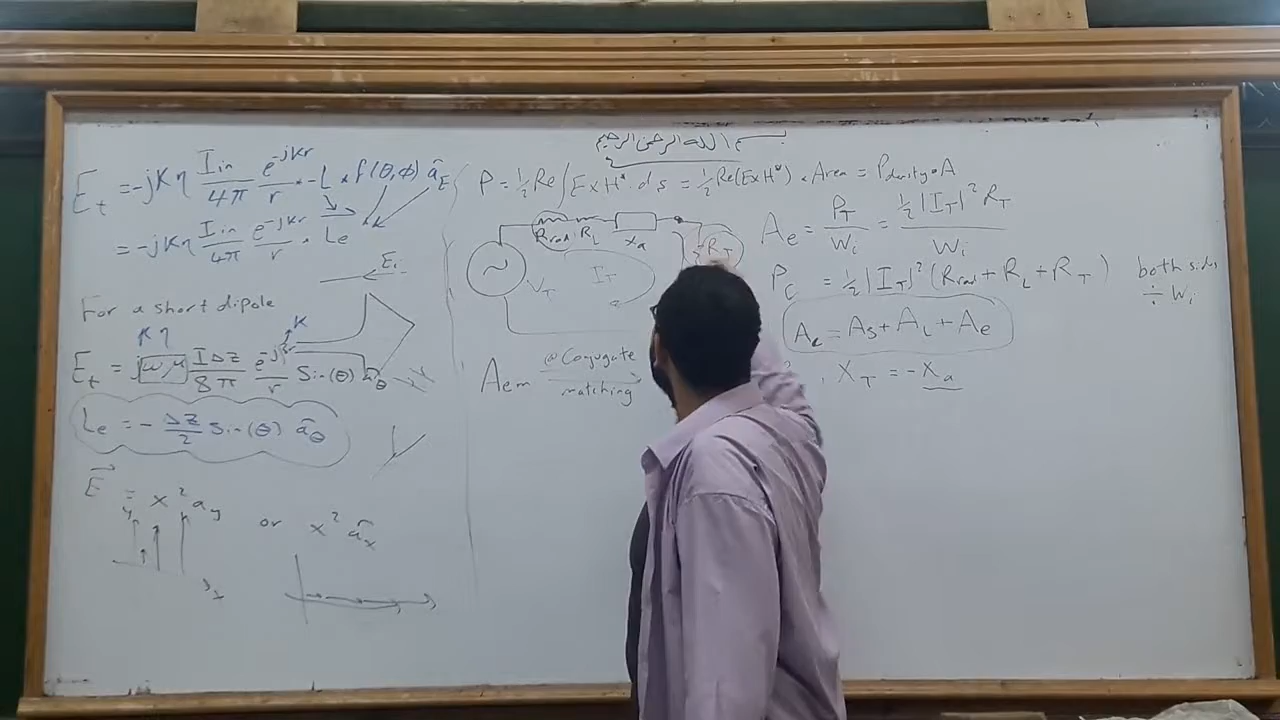 بسم الله الرحمن الرحيم
E_t = -jKη I_in/4π e^-jKr/r * -L * f(θ,φ) â_E
= -jKη I_in/4π e^-jKr/r * Le
E_i
For a short dipole
Kη
K
E_t = jωμ IΔz/8π e^-jkr/r Sin(θ) â_θ
Le = - Δz/2 Sin(θ) â_θ
E = x² a_y or x² â_x
y
x
P = 1/2 Re ∫ E×H* . ds = 1/2 Re(E×H*) * Area = P_density * A
R_rad R_L
X_a
R_T
V_T
I_T
A_em @ Conjugate matching
A_e = P_T/W_i = 1/2 |I_T|² R_T / W_i
P_c = 1/2 |I_T|² (R_rad + R_L + R_T) both sides ÷ W_i
A_c = A_s + A_L + A_e
, X_T = -X_a